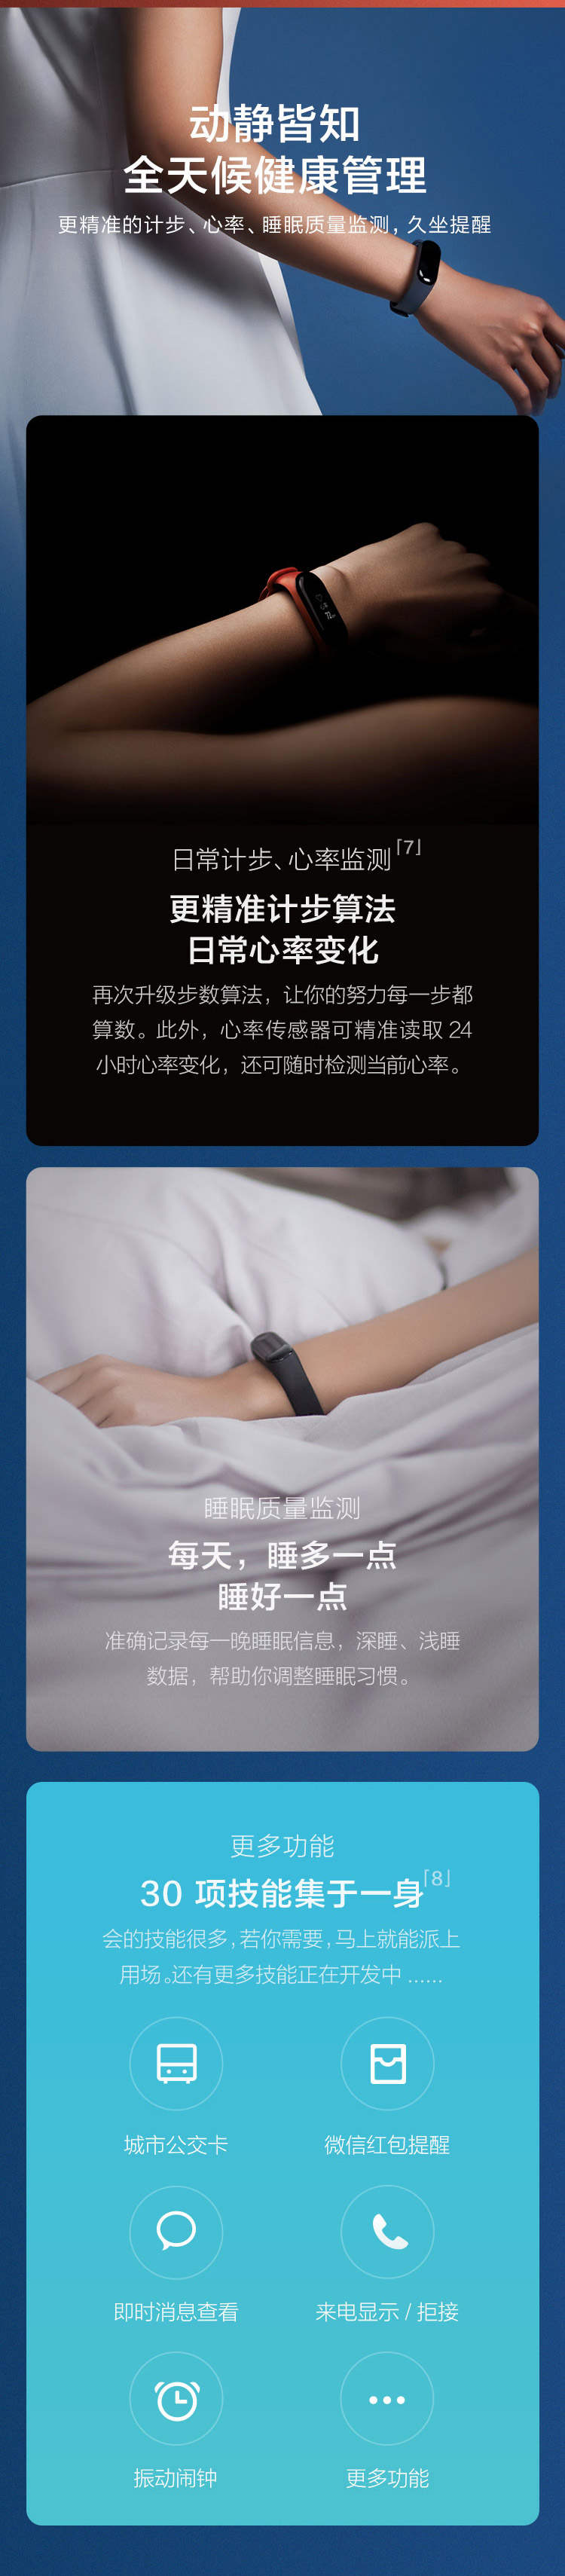 动静皆知
全天候健康管理
更精准的计步、心率、睡眠质量监测，久坐提醒
日常计步、心率监测「7」
更精准计步算法
日常心率变化
再次升级步数算法，让你的努力每一步都
算数。此外，心率传感器可精准读取 24
小时心率变化，还可随时检测当前心率。
睡眠质量监测
每天，睡多一点
睡好一点
准确记录每一晚睡眠信息，深睡、浅睡
数据，帮助你调整睡眠习惯。
更多功能
30 项技能集于一身「8」
会的技能很多，若你需要，马上就能派上
用场。还有更多技能正在开发中 ......
城市公交卡
微信红包提醒
即时消息查看
来电显示 / 拒接
振动闹钟
更多功能